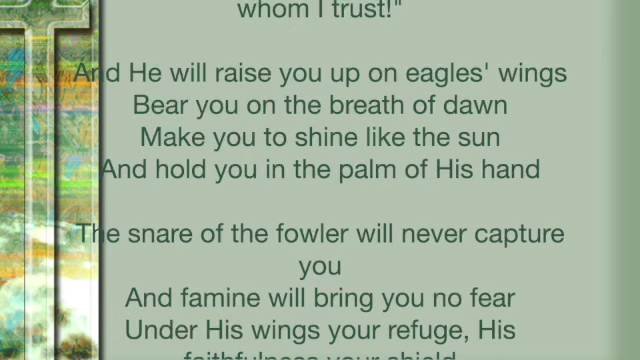 whom I trust!"
And He will raise you up on eagles' wings
Bear you on the breath of dawn
Make you to shine like the sun
And hold you in the palm of His hand
The snare of the fowler will never capture
you
And famine will bring you no fear
Under His wings your refuge, His
faithfulness your shield